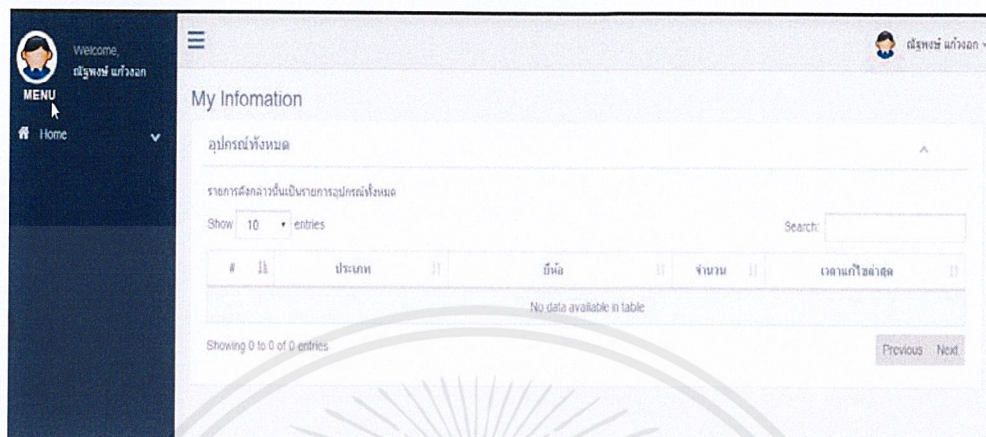 Welcome,
ณัฐพงษ์ แก้วงอก
MENU
Home
ณัฐพงษ์ แก้วงอก
My Infomation
อุปกรณ์ทั้งหมด
รายการดังกล่าวนั้นเป็นรายการอุปกรณ์ทั้งหมด
Show 10 entries
Search:
# ประเภท ยี่ห้อ จำนวน เวลาแก้ไขล่าสุด
No data available in table
Showing 0 to 0 of 0 entries
Previous Next